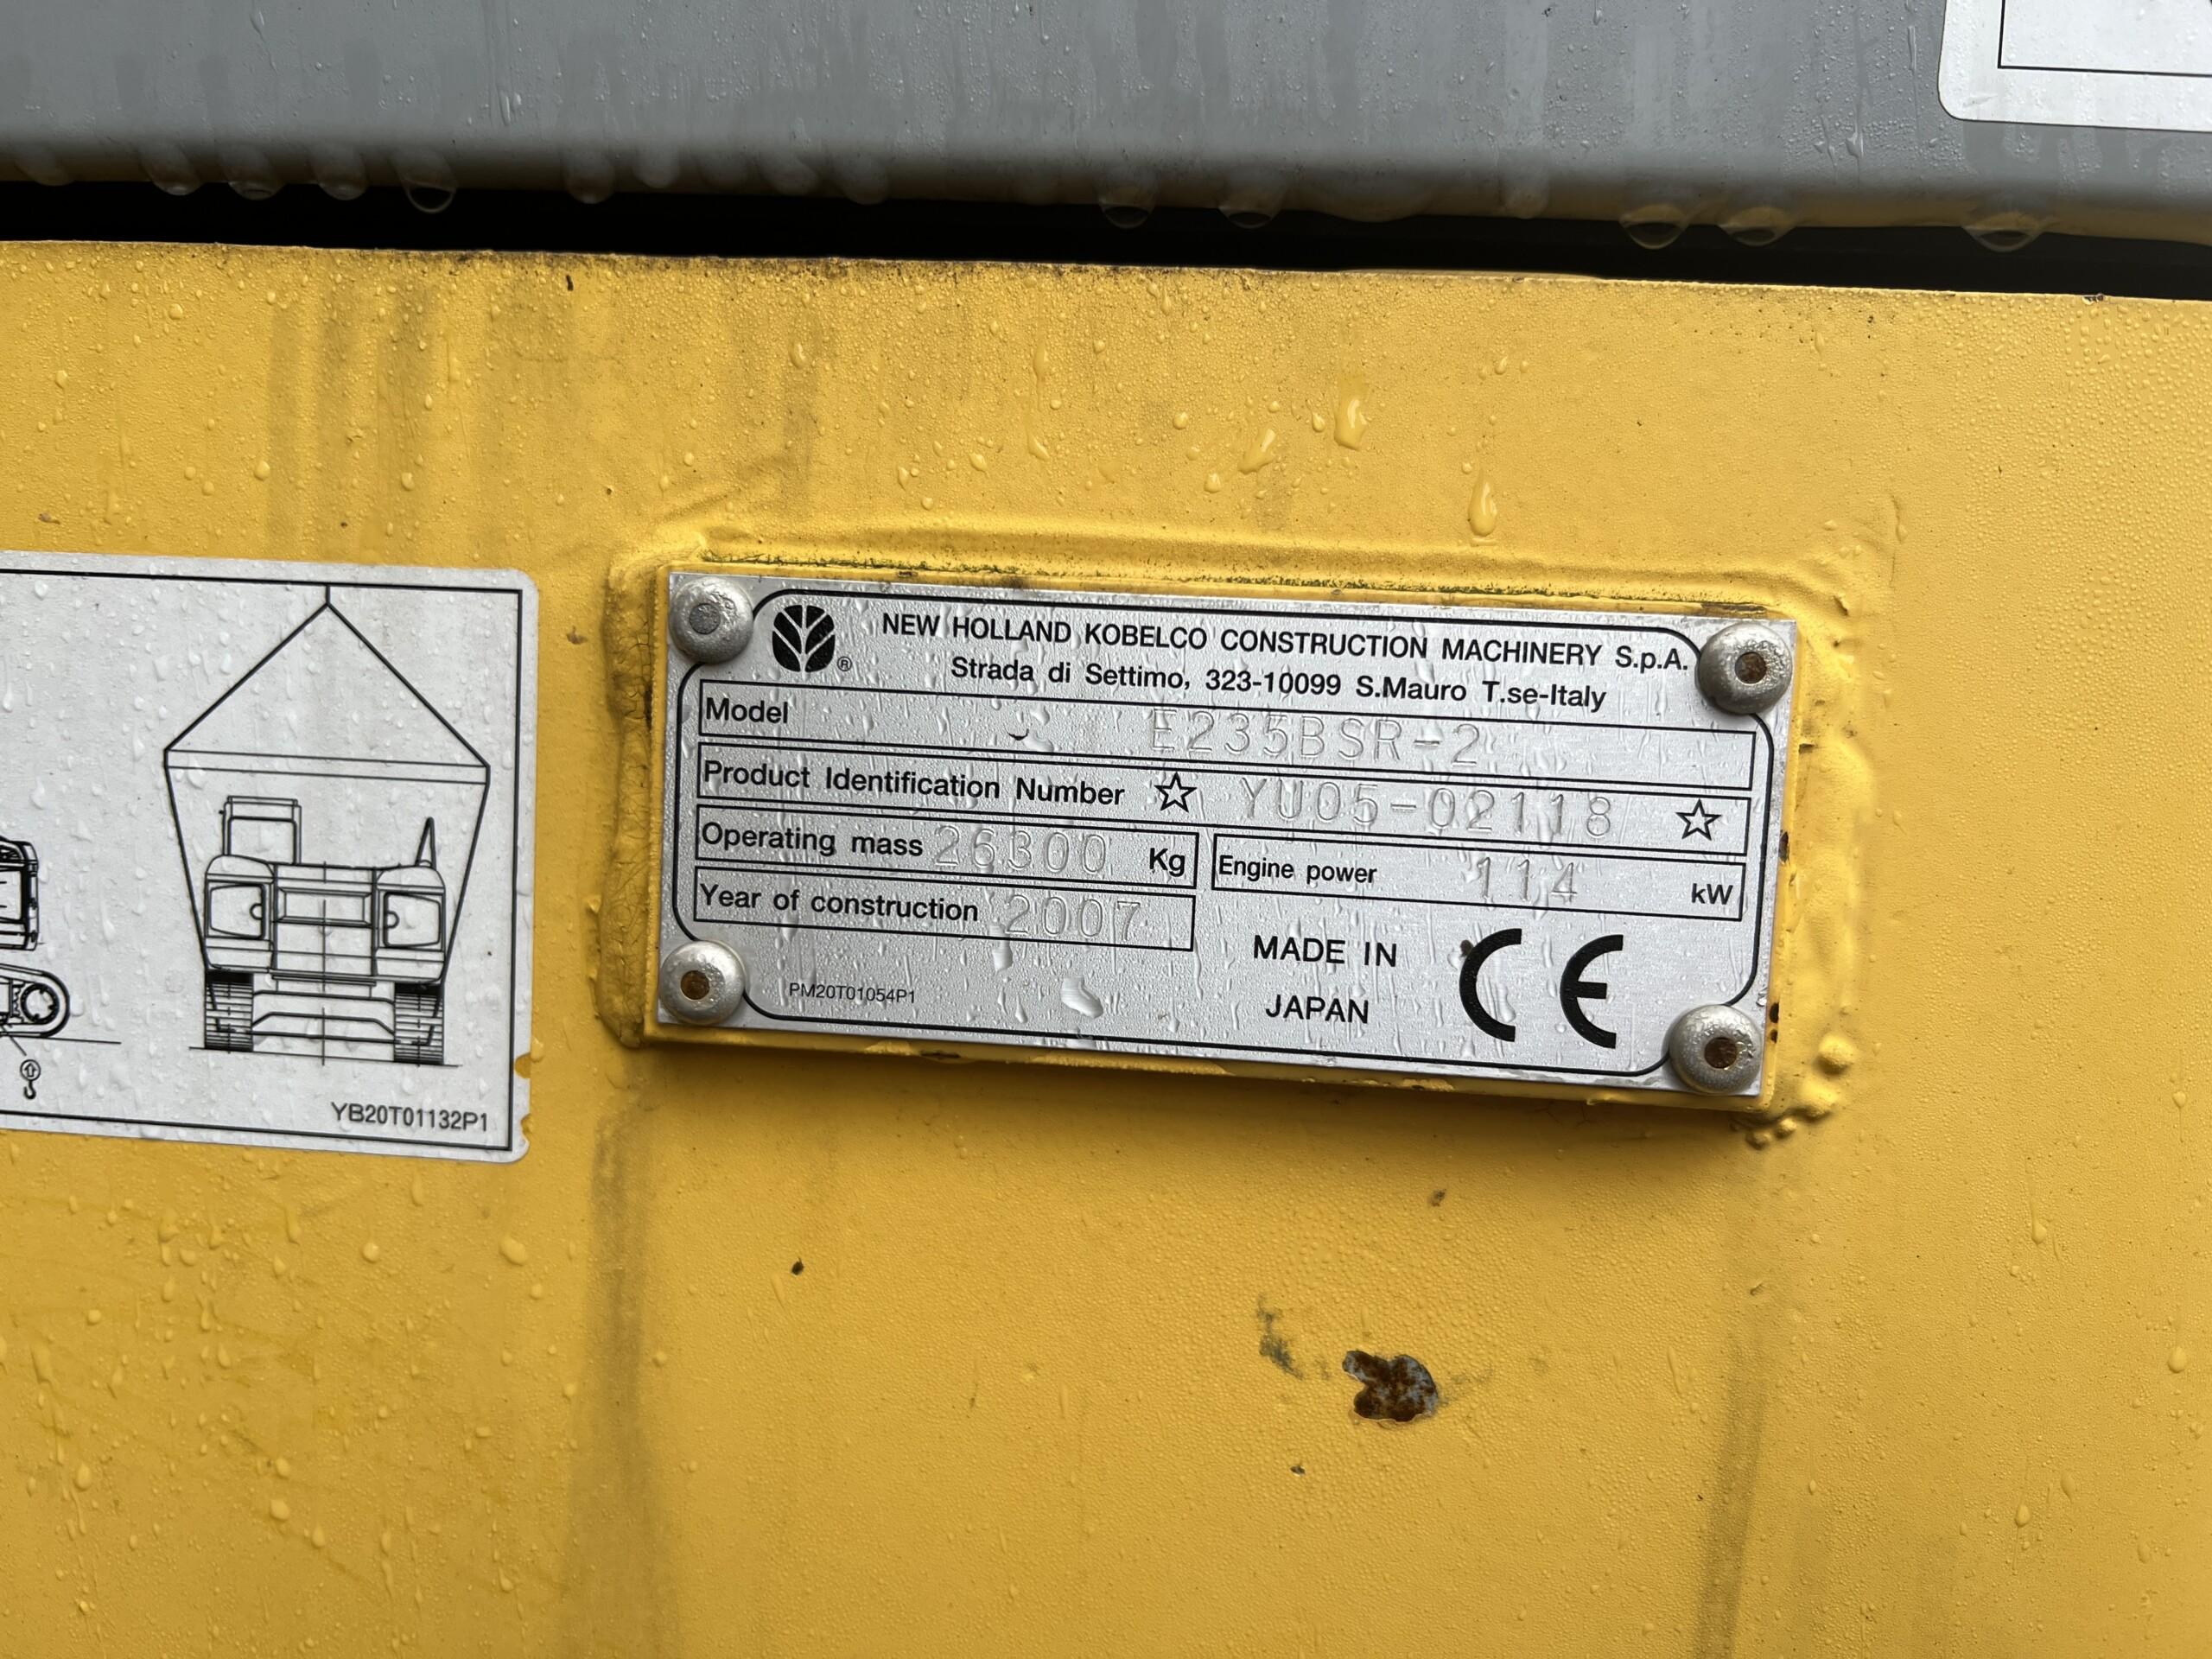 NEW HOLLAND KOBELCO CONSTRUCTION MACHINERY S.p.A.
®
Strada di Settimo, 323-10099 S.Mauro T.se-Italy
Model E235BSR-2
Product Identification Number ☆ YU05-02118 ☆
Operating mass 26300 Kg
Engine power 114 kW
Year of construction 2007
MADE IN
JAPAN
CE
PM20T01054P1
YB20T01132P1